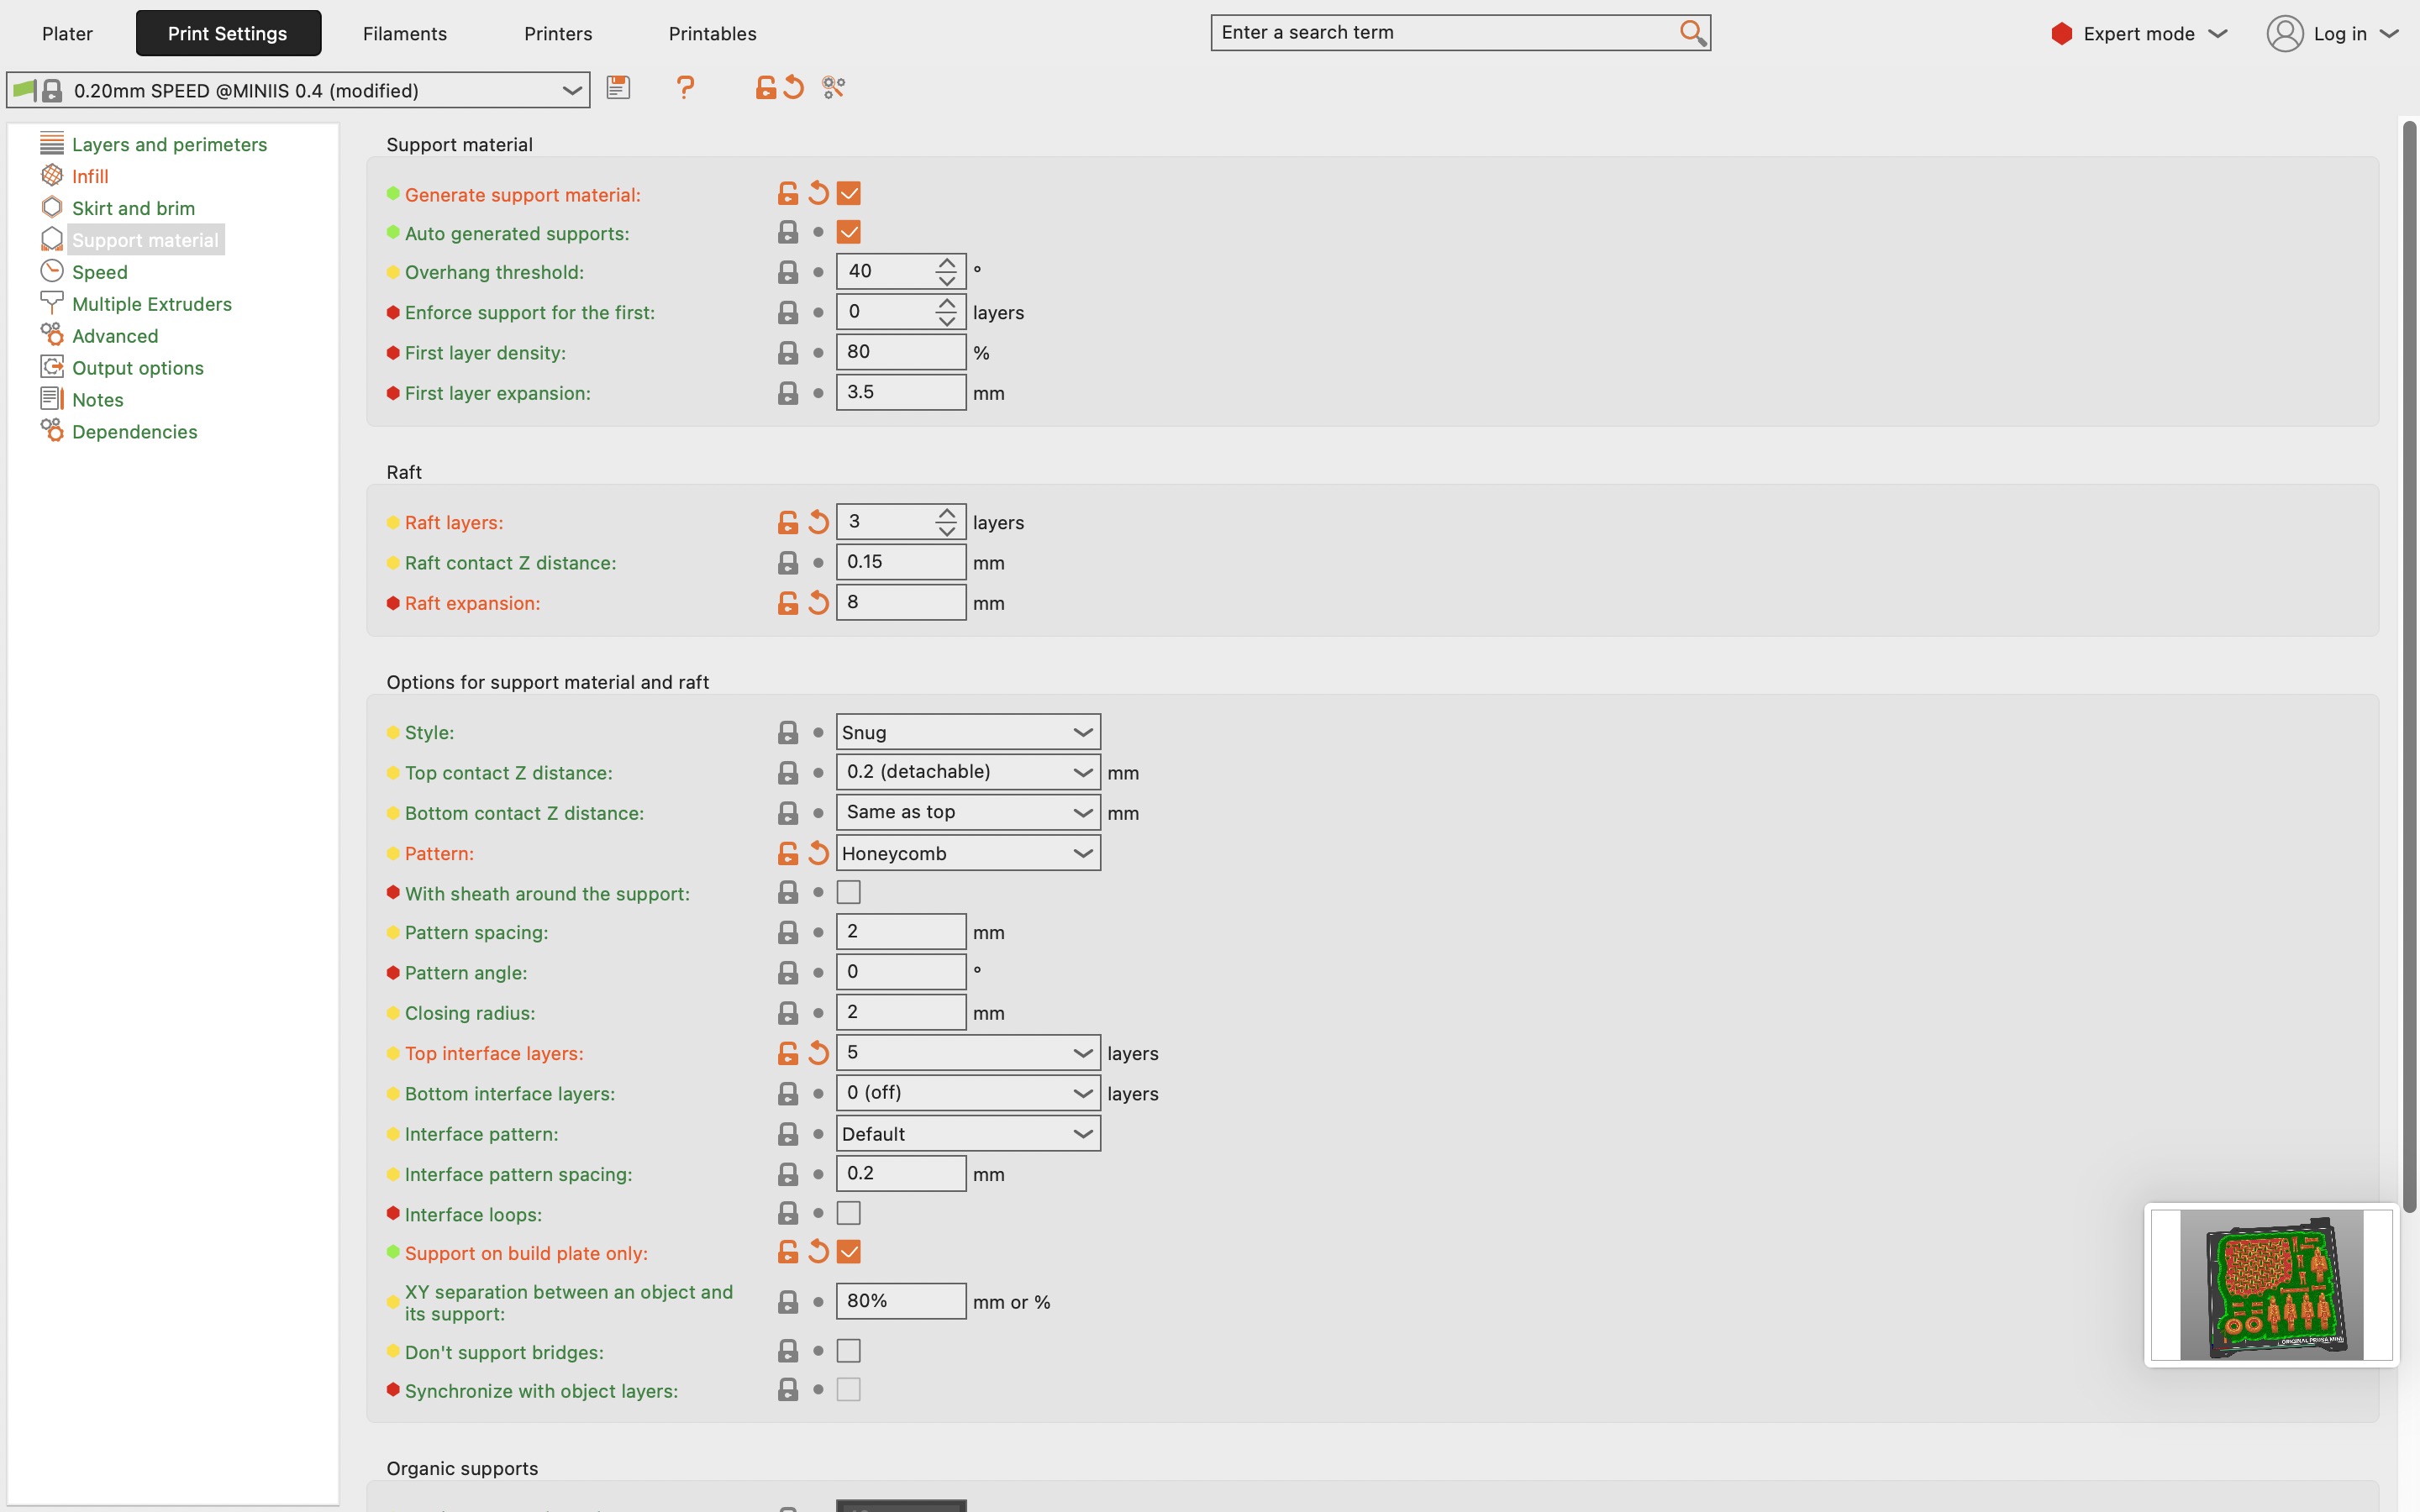 Plater Print Settings Filaments Printers Printables Enter a search term Expert mode Log in
0.20mm SPEED @MINIIS 0.4 (modified) ?
Layers and perimeters
Infill
Skirt and brim
Support material
Speed
Multiple Extruders
Advanced
Output options
Notes
Dependencies
Support material
Generate support material:
Auto generated supports:
Overhang threshold: 40 °
Enforce support for the first: 0 layers
First layer density: 80 %
First layer expansion: 3.5 mm
Raft
Raft layers: 3 layers
Raft contact Z distance: 0.15 mm
Raft expansion: 8 mm
Options for support material and raft
Style: Snug
Top contact Z distance: 0.2 (detachable) mm
Bottom contact Z distance: Same as top mm
Pattern: Honeycomb
With sheath around the support:
Pattern spacing: 2 mm
Pattern angle: 0 °
Closing radius: 2 mm
Top interface layers: 5 layers
Bottom interface layers: 0 (off) layers
Interface pattern: Default
Interface pattern spacing: 0.2 mm
Interface loops:
Support on build plate only:
XY separation between an object and
its support: 80% mm or %
Don't support bridges:
Synchronize with object layers:
Organic supports
ORIGINAL PRUSA MINI